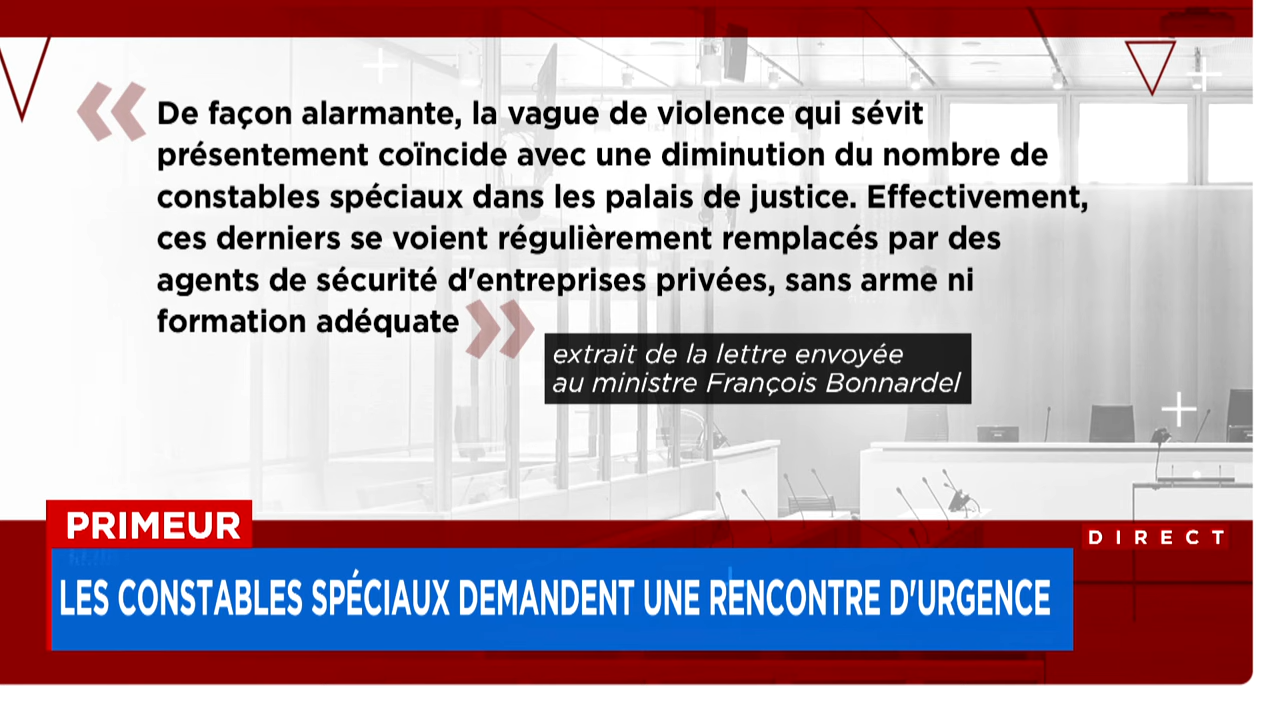 « De façon alarmante, la vague de violence qui sévit
présentement coïncide avec une diminution du nombre de
constables spéciaux dans les palais de justice. Effectivement,
ces derniers se voient régulièrement remplacés par des
agents de sécurité d'entreprises privées, sans arme ni
formation adéquate »
extrait de la lettre envoyée
au ministre François Bonnardel
PRIMEUR
DIRECT
LES CONSTABLES SPÉCIAUX DEMANDENT UNE RENCONTRE D'URGENCE